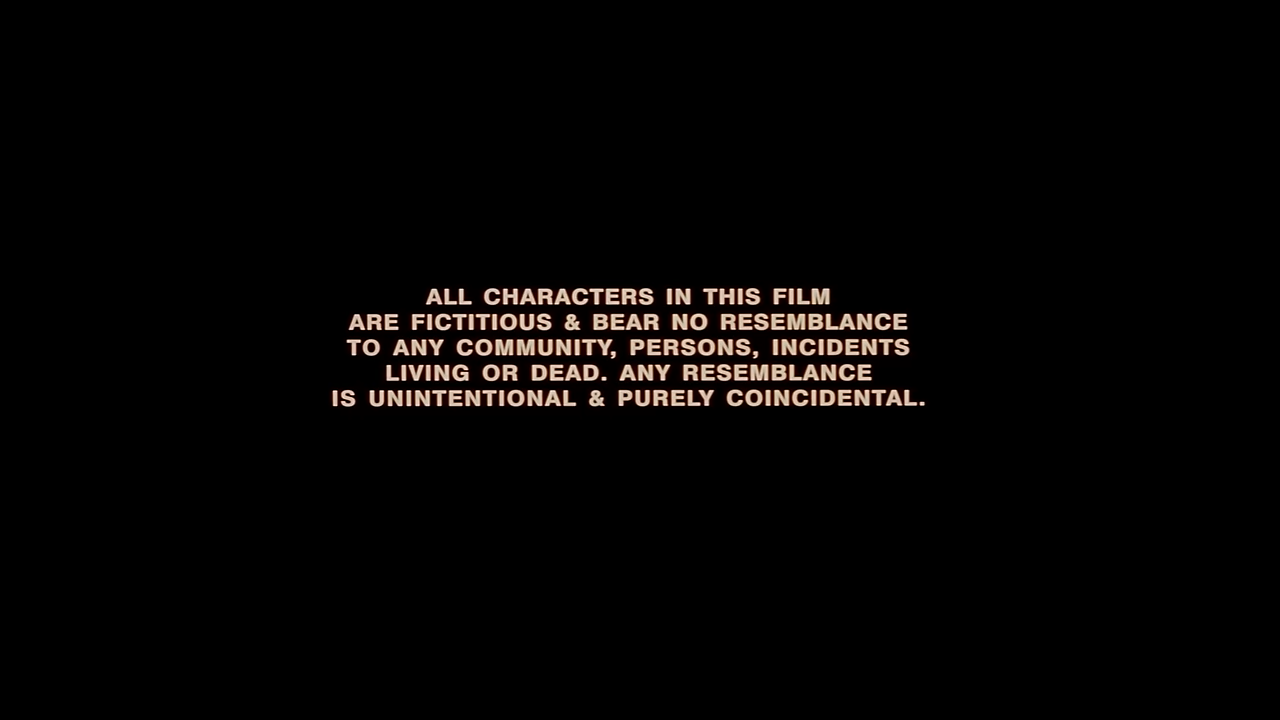 ALL CHARACTERS IN THIS FILM
ARE FICTITIOUS & BEAR NO RESEMBLANCE
TO ANY COMMUNITY, PERSONS, INCIDENTS
LIVING OR DEAD. ANY RESEMBLANCE
IS UNINTENTIONAL & PURELY COINCIDENTAL.